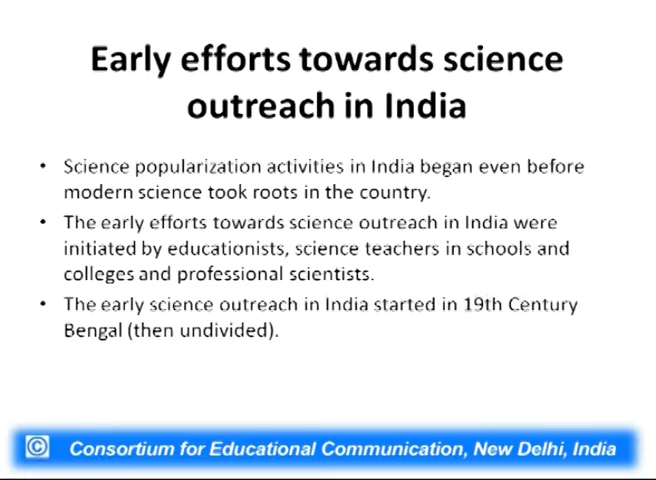 Early efforts towards science
outreach in India
• Science popularization activities in India began even before
modern science took roots in the country.
• The early efforts towards science outreach in India were
initiated by educationists, science teachers in schools and
colleges and professional scientists.
• The early science outreach in India started in 19th Century
Bengal (then undivided).
© Consortium for Educational Communication, New Delhi, India